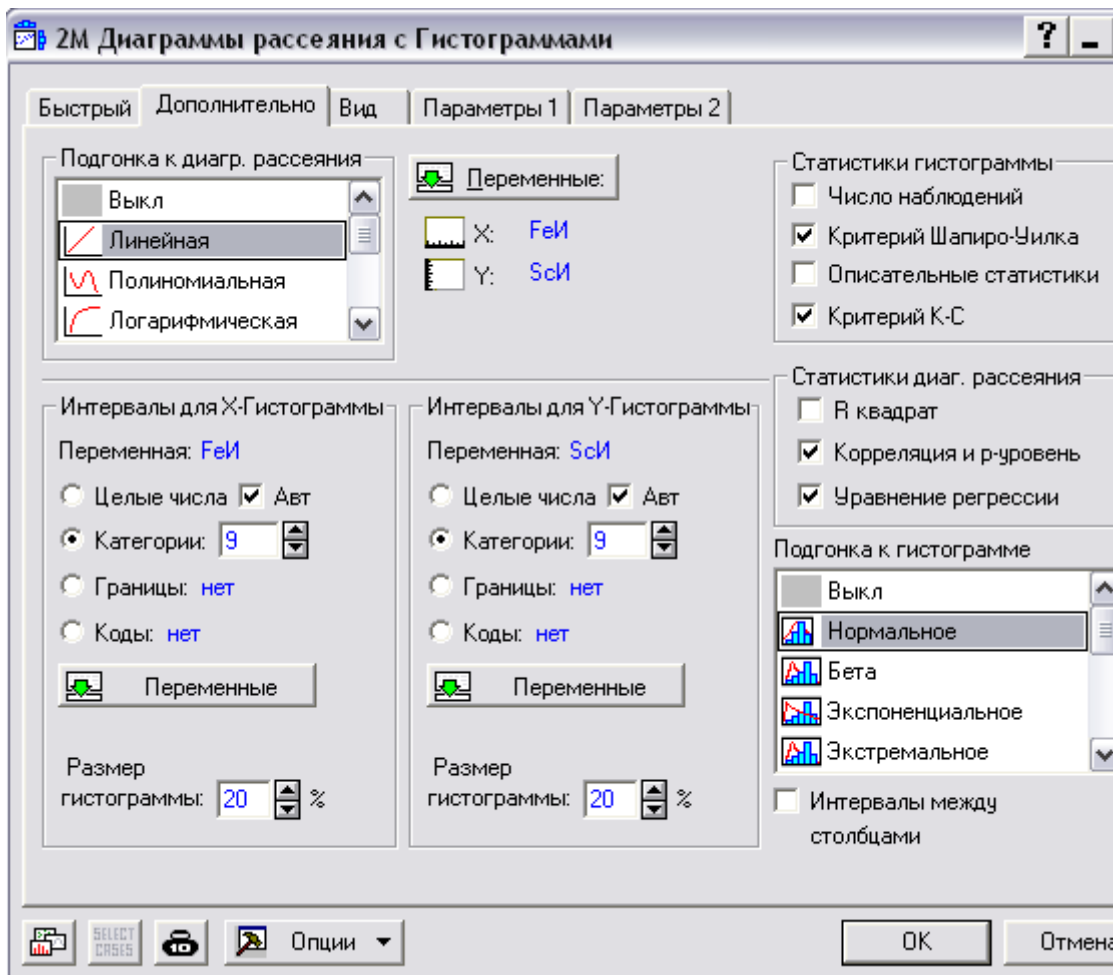 2М Диаграммы рассеяния с Гистограммами
?
Быстрый
Дополнительно
Вид
Параметры 1
Параметры 2
Подгонка к диагр. рассеяния
Выкл
Линейная
Полиномиальная
Логарифмическая
Переменные:
X: FeИ
Y: ScИ
Статистики гистограммы
Число наблюдений
Критерий Шапиро-Уилка
Описательные статистики
Критерий К-С
Статистики диаг. рассеяния
R квадрат
Корреляция и р-уровень
Уравнение регрессии
Интервалы для X-Гистограммы
Переменная: FeИ
Целые числа Авт
Категории: 9
Границы: нет
Коды: нет
Переменные
Размер
гистограммы: 20 %
Интервалы для Y-Гистограммы
Переменная: ScИ
Целые числа Авт
Категории: 9
Границы: нет
Коды: нет
Переменные
Размер
гистограммы: 20 %
Подгонка к гистограмме
Выкл
Нормальное
Бета
Экспоненциальное
Экстремальное
Интервалы между
столбцами
SELECT
CASES
10
Опции
OK
Отмена